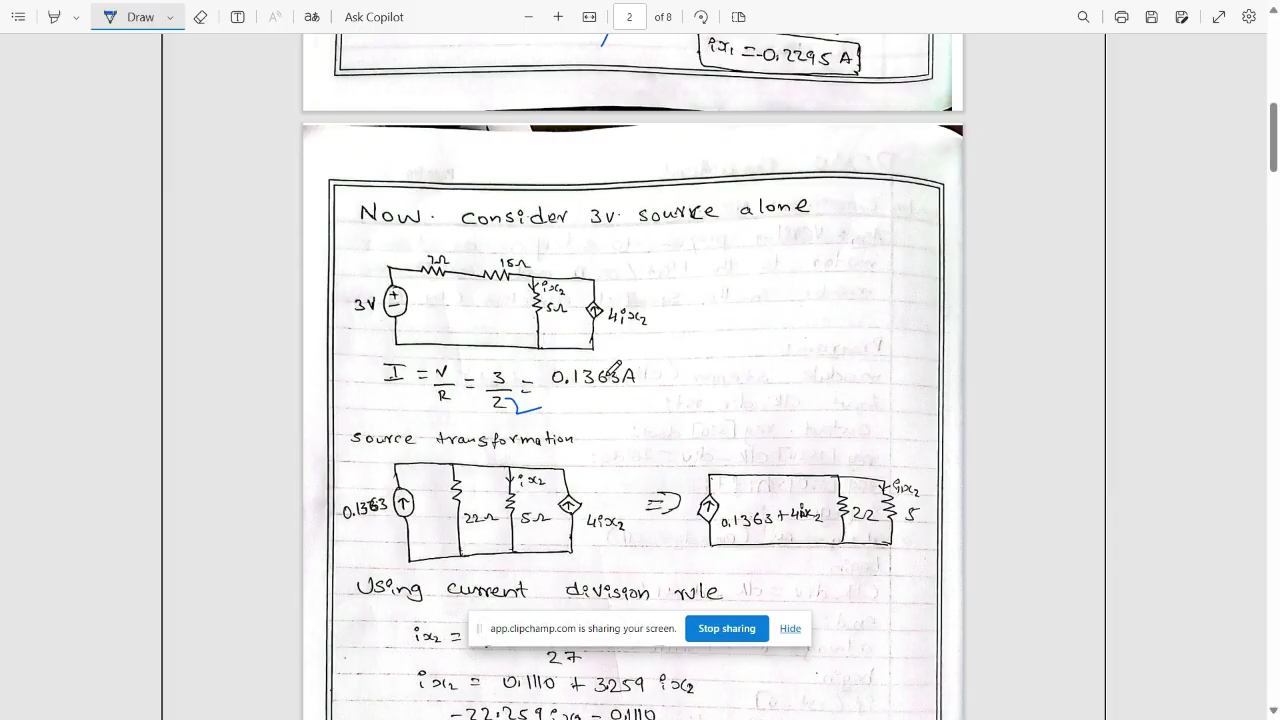 Draw
Ask Copilot
2 of 8
ix₁ = -0.2295 A
Now. consider 3v. source alone
7Ω 15Ω
3V + - ix₂ 5Ω 4ix₂
I = V/R = 3/22 = 0.1363A
source transformation
0.1363 22Ω ix₂ 5Ω 4ix₂ ⇒ 0.1363+4ix₂ 22 ix₂ 5
Using current division rule
app.clipchamp.com is sharing your screen. Stop sharing Hide
ix₂ =
27
ix₂ = 0.1110 + 3259 ix₂